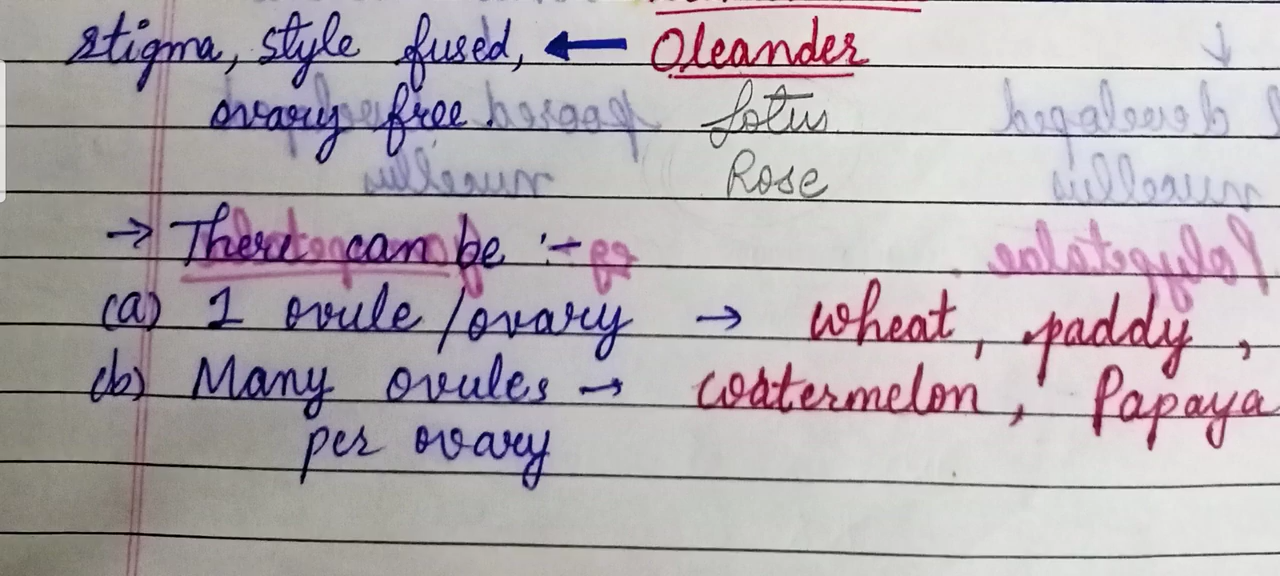 stigma, style fused, ← Oleander
ovary free Lotus
Rose
→ There can be :-
(a) 1 ovule/ovary → Wheat, paddy,
(b) Many ovules → Watermelon, Papaya
per ovary